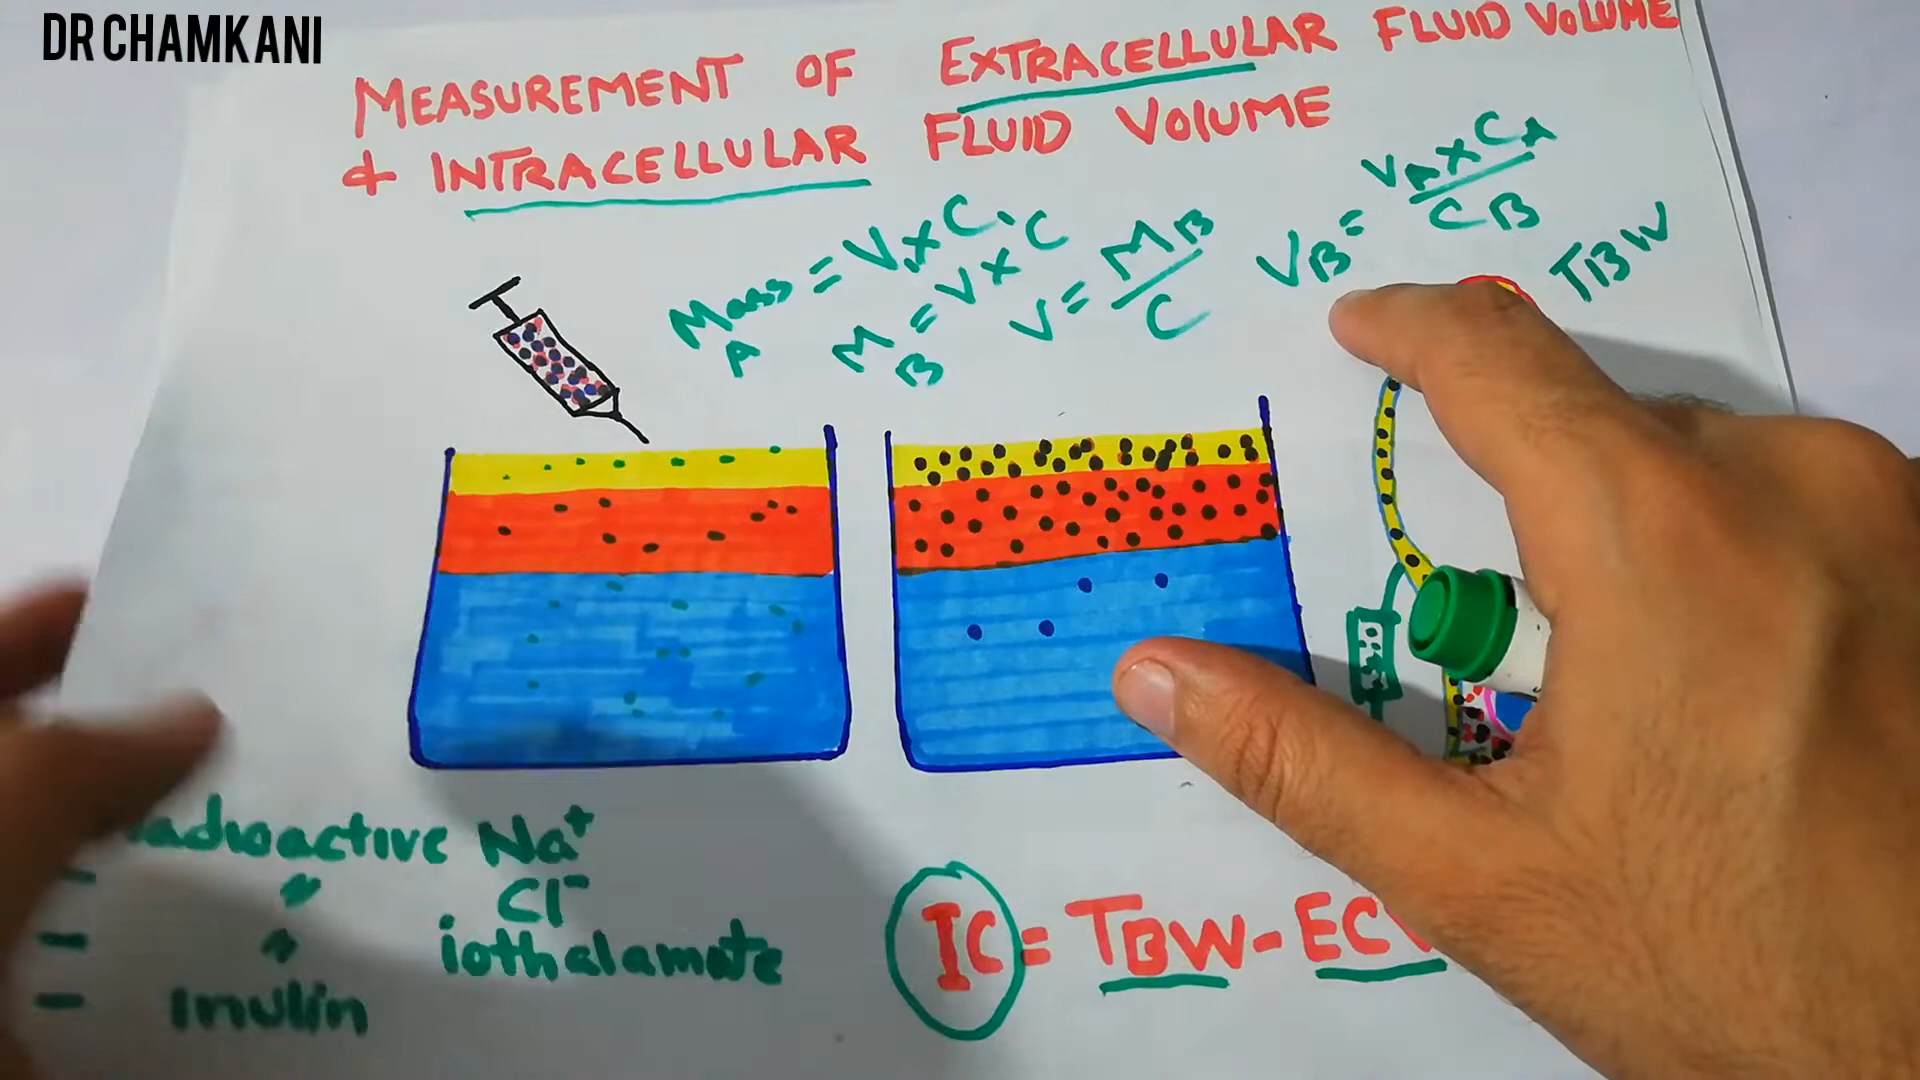 DR CHAMKANI
MEASUREMENT OF EXTRACELLULAR FLUID VOLUME
& INTRACELLULAR FLUID VOLUME
Mass = V × C
A
M = V × C
B
V = MB / C
VB = VA × CA / CB
TBW
adioactive Na+
" Cl-
- " iothalamate
- Inulin
IC = TBW - EC